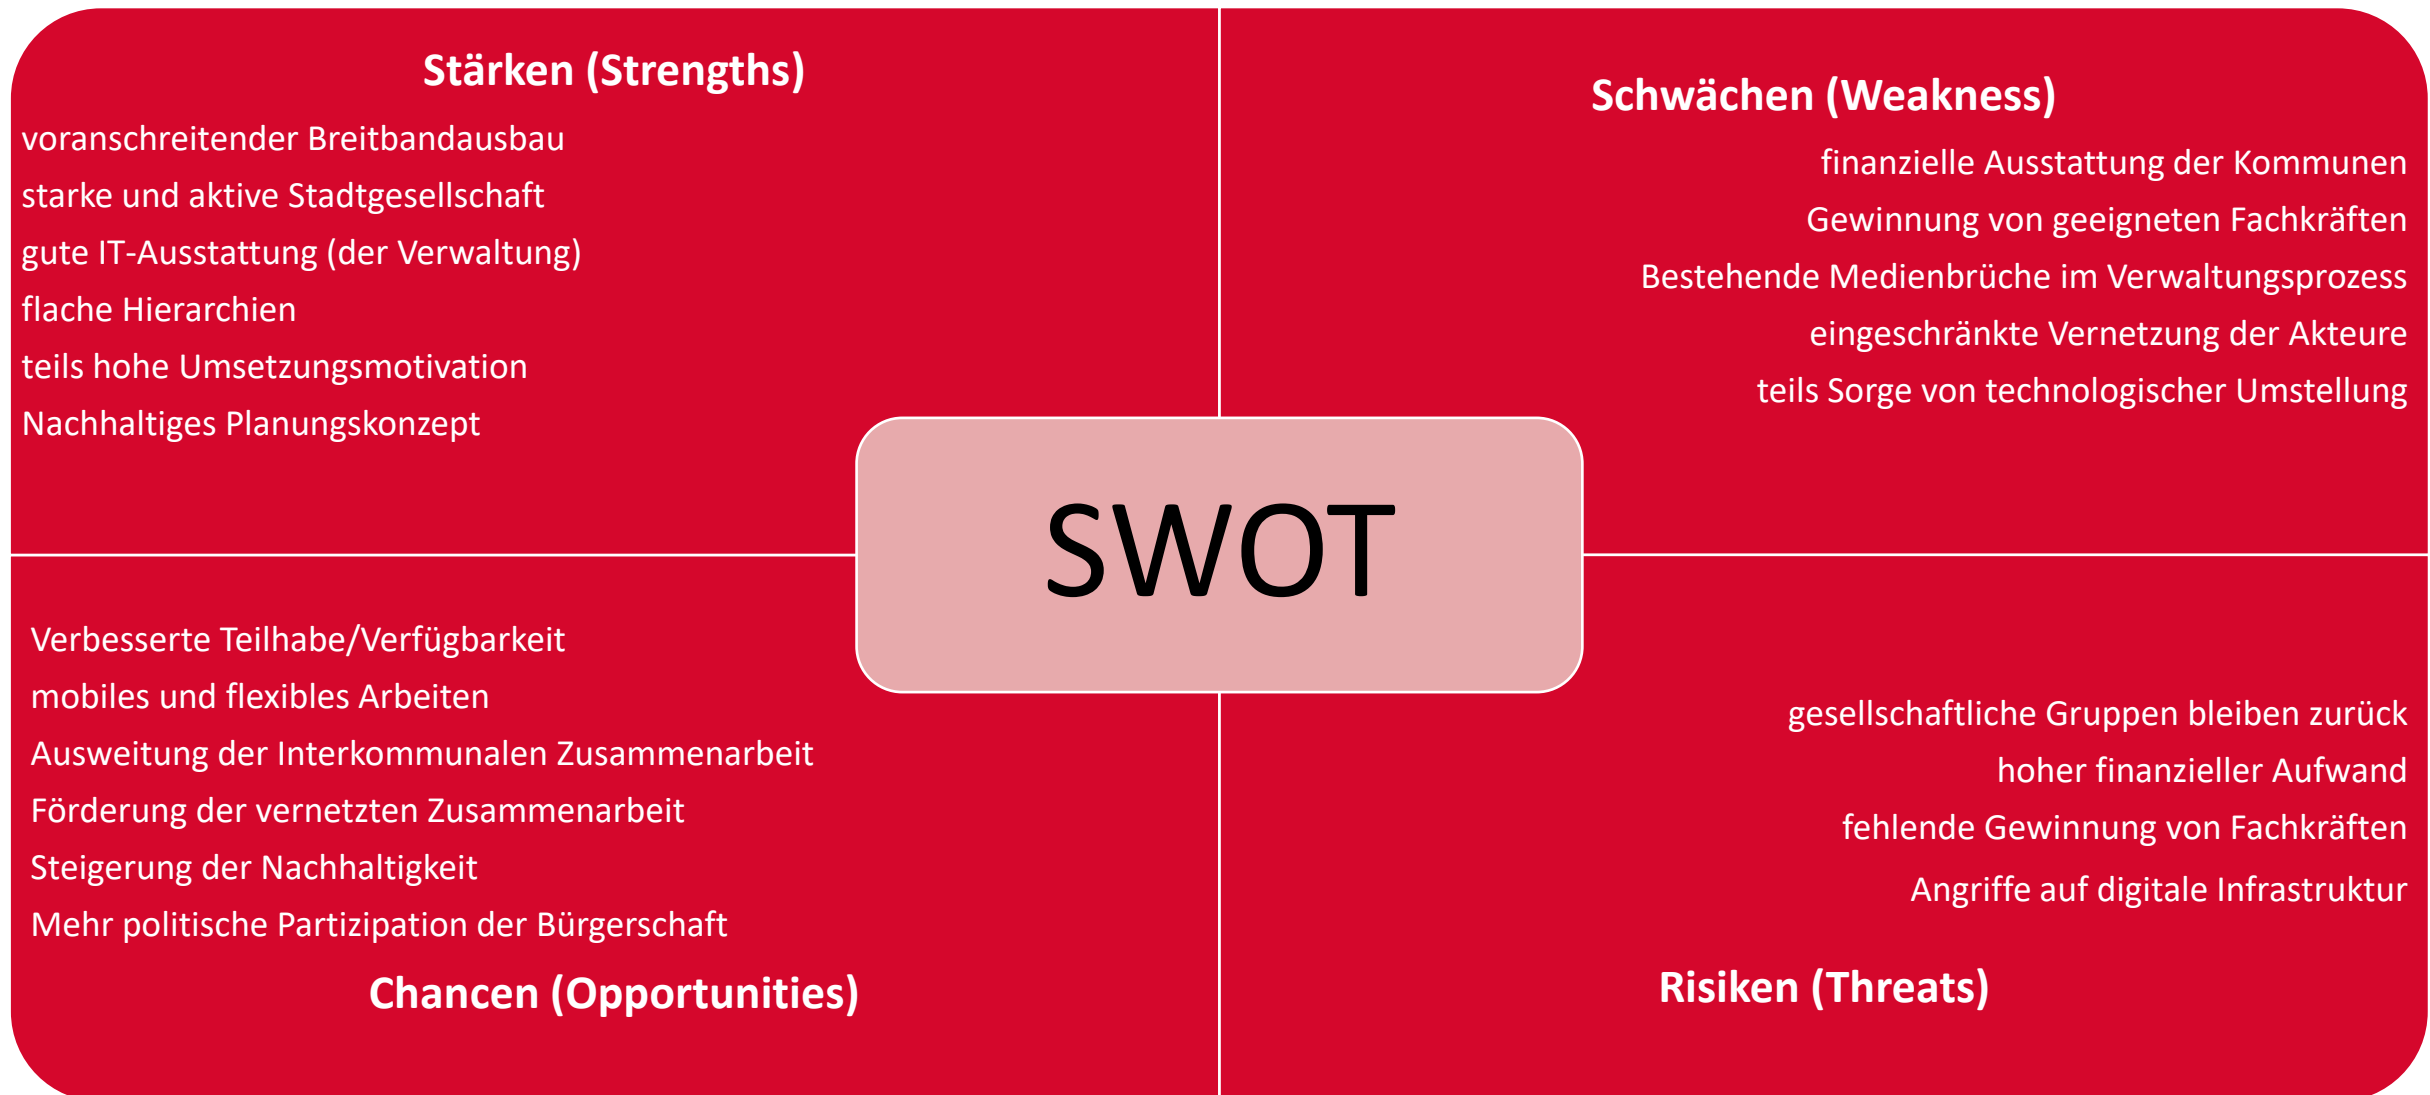 Stärken (Strengths)
voranschreitender Breitbandausbau
starke und aktive Stadtgesellschaft
gute IT-Ausstattung (der Verwaltung)
flache Hierarchien
teils hohe Umsetzungsmotivation
Nachhaltiges Planungskonzept
Schwächen (Weakness)
finanzielle Ausstattung der Kommunen
Gewinnung von geeigneten Fachkräften
Bestehende Medienbrüche im Verwaltungsprozess
eingeschränkte Vernetzung der Akteure
teils Sorge von technologischer Umstellung
SWOT
Verbesserte Teilhabe/Verfügbarkeit
mobiles und flexibles Arbeiten
Ausweitung der Interkommunalen Zusammenarbeit
Förderung der vernetzten Zusammenarbeit
Steigerung der Nachhaltigkeit
Mehr politische Partizipation der Bürgerschaft
Chancen (Opportunities)
gesellschaftliche Gruppen bleiben zurück
hoher finanzieller Aufwand
fehlende Gewinnung von Fachkräften
Angriffe auf digitale Infrastruktur
Risiken (Threats)